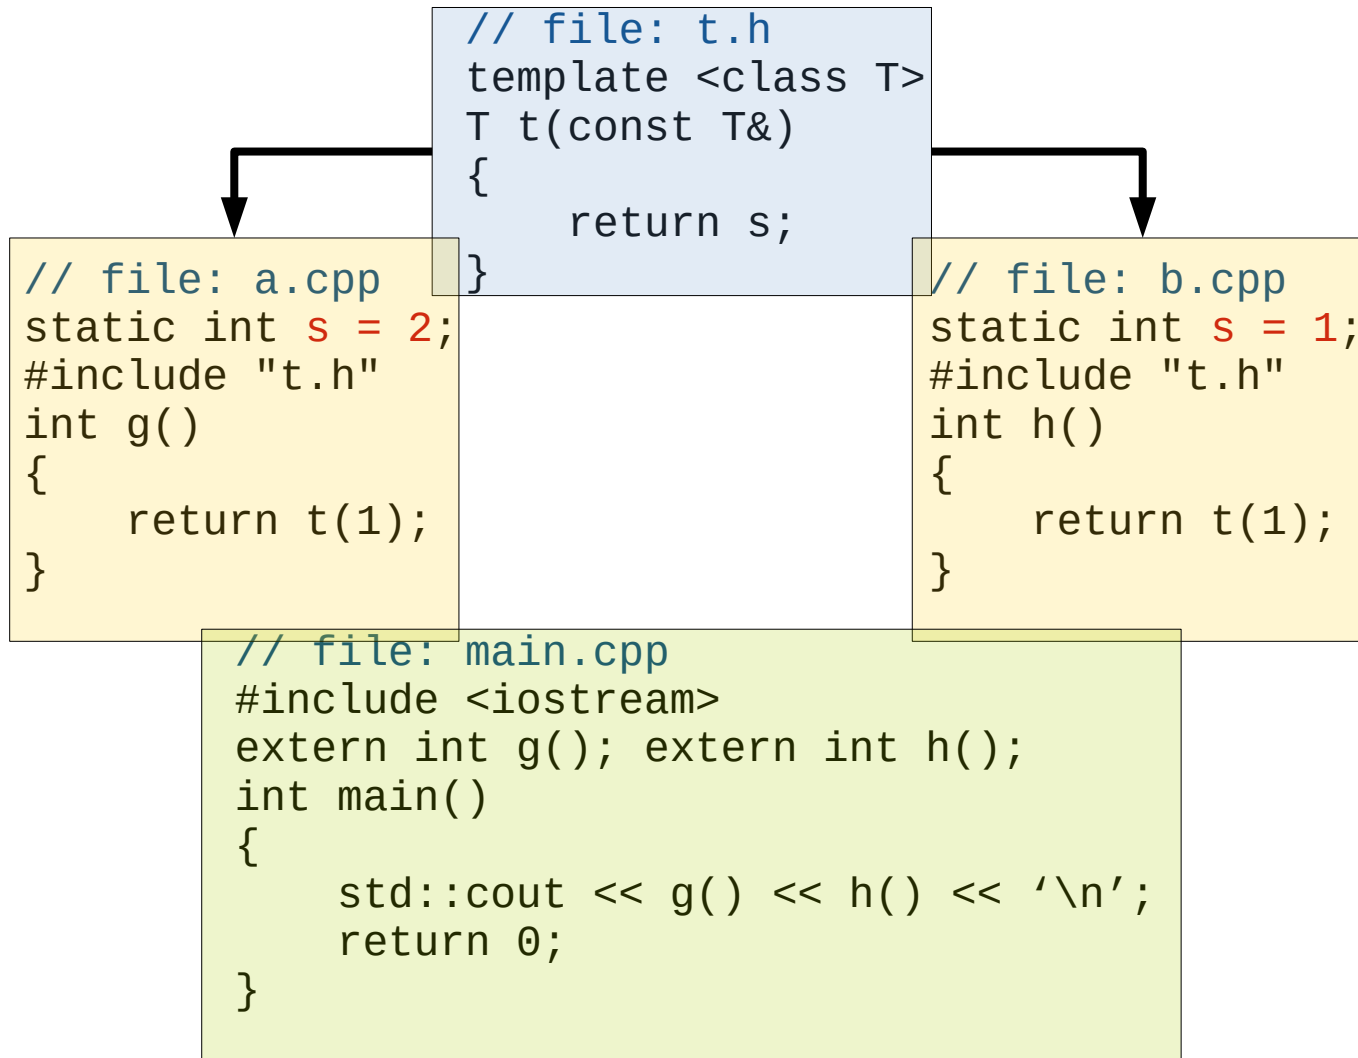 // file: t.h
template <class T>
T t(const T&)
{
    return s;
}
// file: a.cpp
static int s = 2;
#include "t.h"
int g()
{
    return t(1);
}
// file: b.cpp
static int s = 1;
#include "t.h"
int h()
{
    return t(1);
}
// file: main.cpp
#include <iostream>
extern int g(); extern int h();
int main()
{
    std::cout << g() << h() << ‘\n’;
    return 0;
}